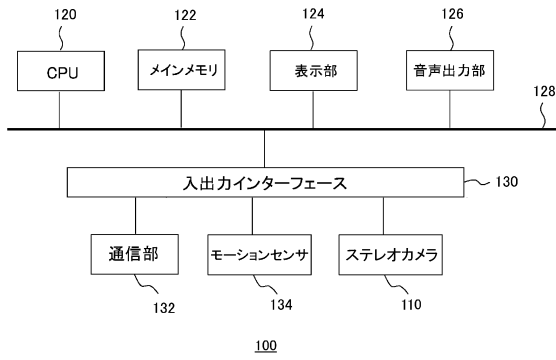 120
122
124
126
CPU
メインメモリ
表示部
音声出力部
128
入出力インターフェース
130
通信部
モーションセンサ
ステレオカメラ
132
134
110
100